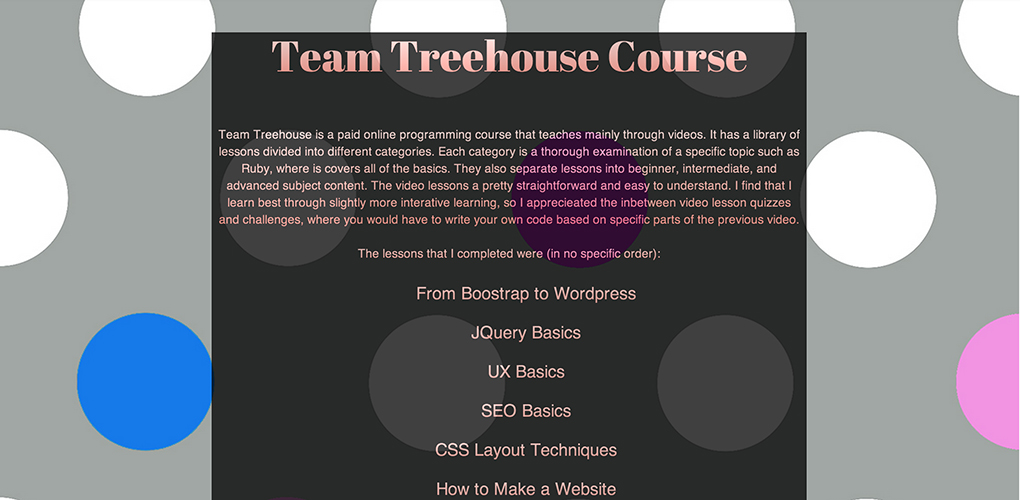 Team Treehouse Course
Team Treehouse is a paid online programming course that teaches mainly through videos. It has a library of
lessons divided into different categories. Each category is a thorough examination of a specific topic such as
Ruby, where is covers all of the basics. They also separate lessons into beginner, intermediate, and
advanced subject content. The video lessons a pretty straightforward and easy to understand. I find that I
learn best through slightly more interative learning, so I apprecieated the inbetween video lesson quizzes
and challenges, where you would have to write your own code based on specific parts of the previous video.
The lessons that I completed were (in no specific order):
From Boostrap to Wordpress
JQuery Basics
UX Basics
SEO Basics
CSS Layout Techniques
How to Make a Website